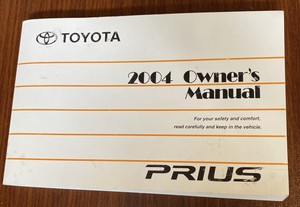 TOYOTA
2004 Owner's
Manual
For your safety and comfort,
read carefully and keep in the vehicle.
PRIUS